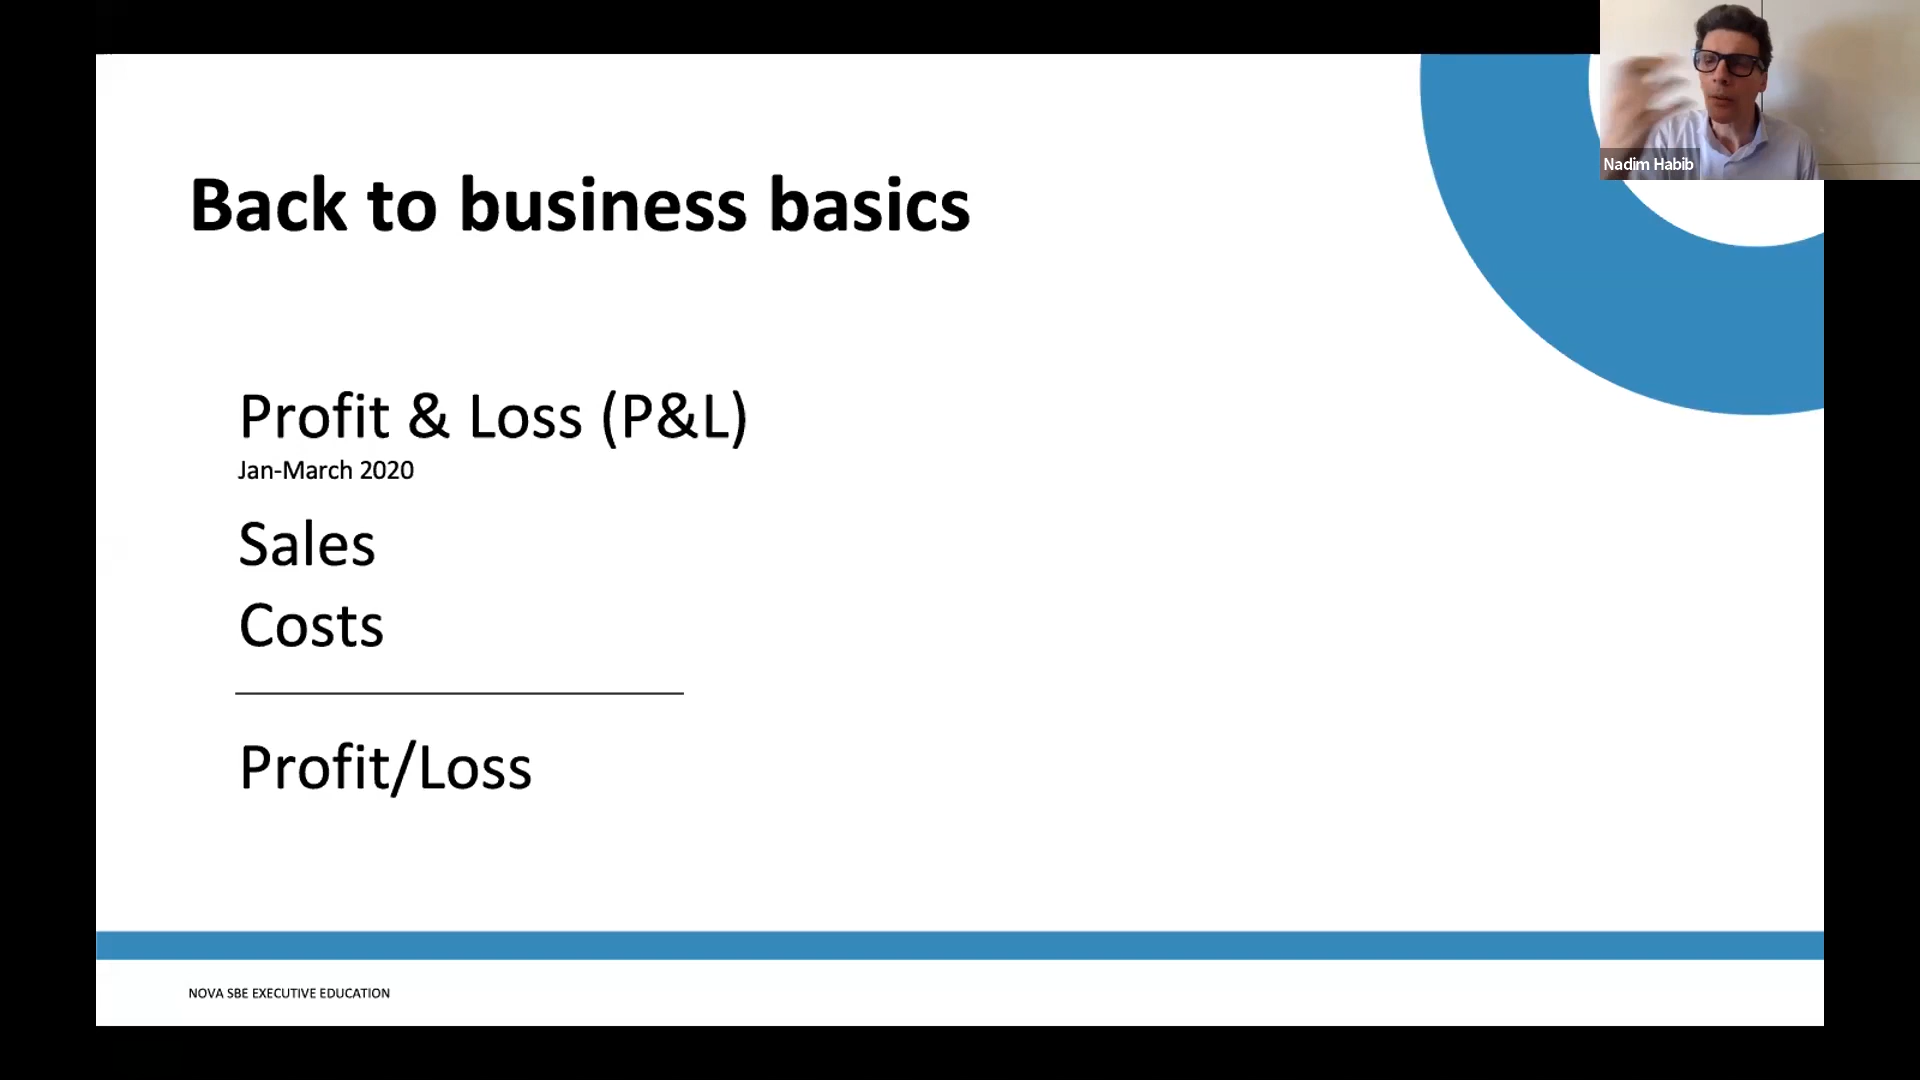 Nadim Habib
Back to business basics
Profit & Loss (P&L)
Jan-March 2020
Sales
Costs
Profit/Loss
NOVA SBE EXECUTIVE EDUCATION